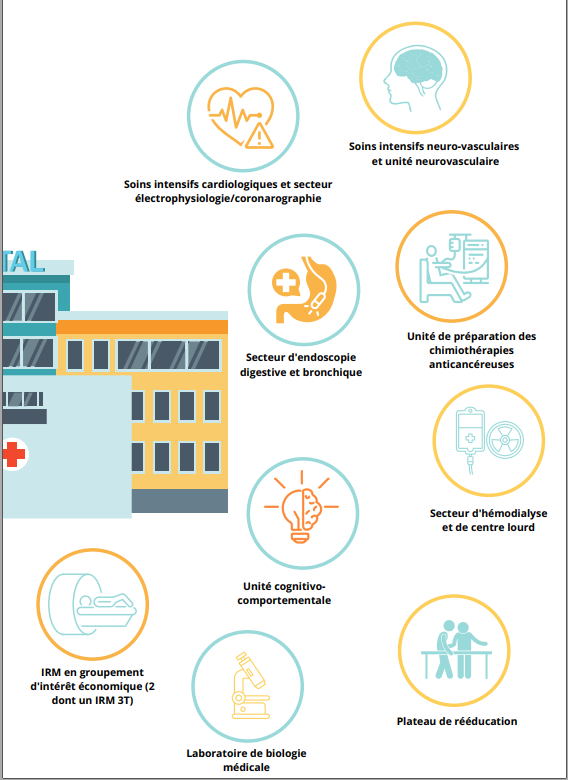 Soins intensifs neuro-vasculaires
et unité neurovasculaire
Soins intensifs cardiologiques et secteur
électrophysiologie/coronarographie
TAL
Unité de préparation des
chimiothérapies
anticancéreuses
Secteur d'endoscopie
digestive et bronchique
Secteur d'hémodialyse
et de centre lourd
Unité cognitivo-
comportementale
IRM en groupement
d'intérêt économique (2
dont un IRM 3T)
Plateau de rééducation
Laboratoire de biologie
médicale